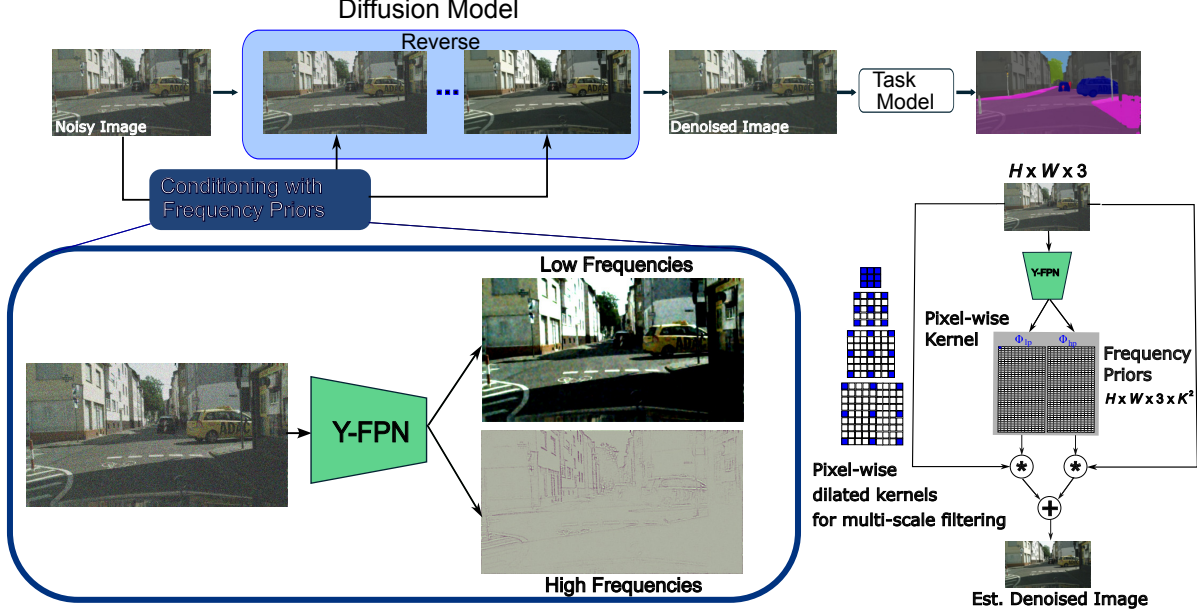 Diffusion Model
Reverse
Noisy Image
...
Denoised Image
Task
Model
Conditioning with
Frequency Priors
H x W x 3
Y-FPN
Low Frequencies
Y-FPN
High Frequencies
Pixel-wise
Kernel
Φlp
Φhp
Frequency
Priors
H x W x 3 x K²
*
*
+
Pixel-wise
dilated kernels
for multi-scale filtering
Est. Denoised Image
ADAC